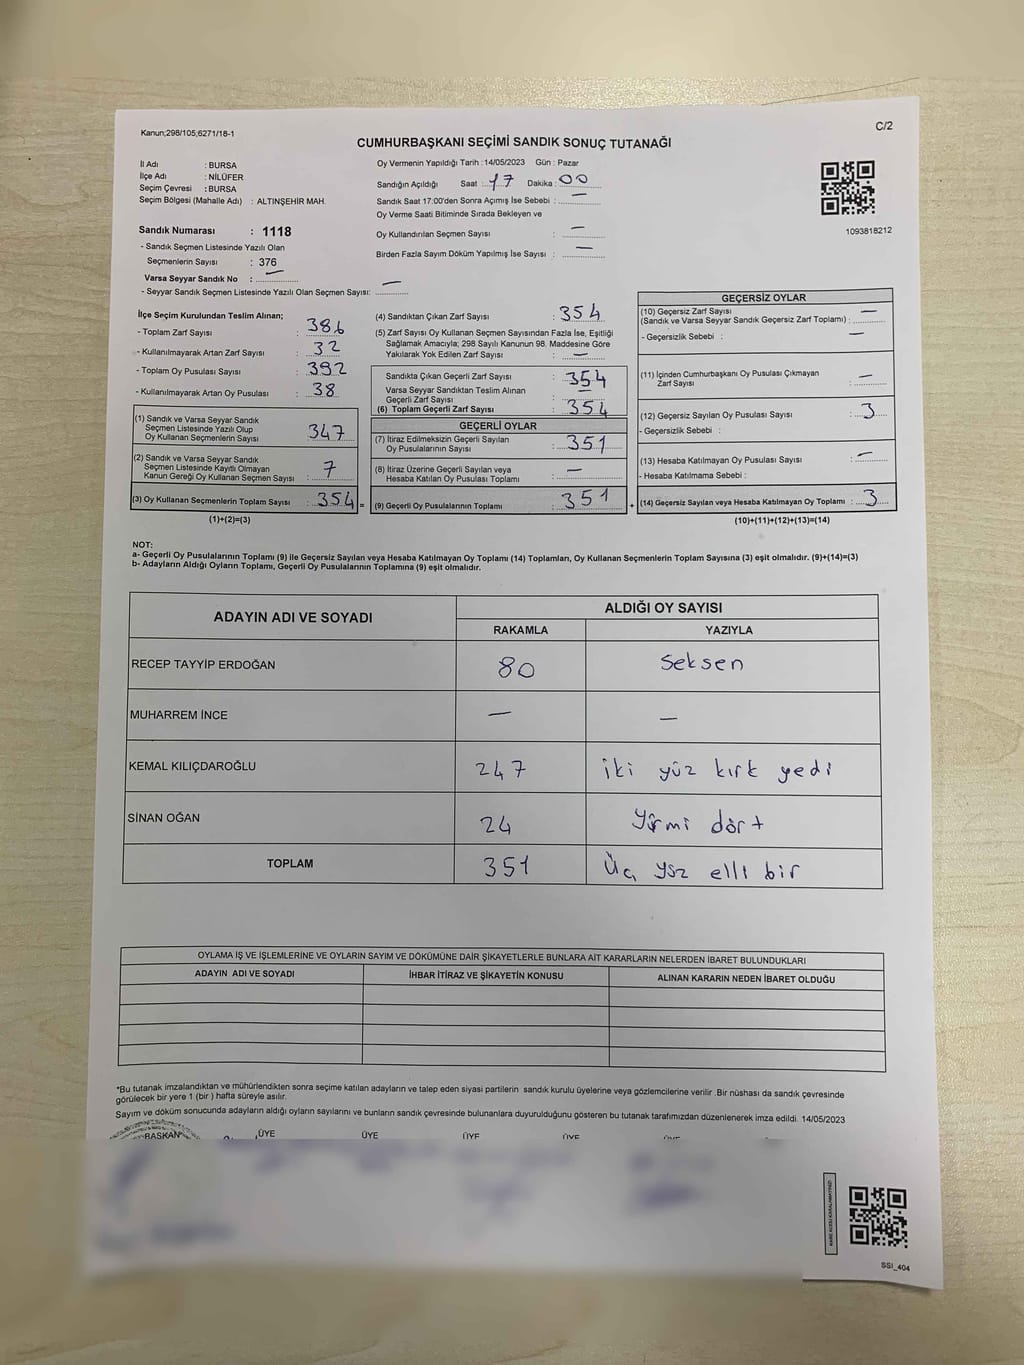 Kanun;298/105;6271/18-1
C/2
CUMHURBAŞKANI SEÇİMİ SANDIK SONUÇ TUTANAĞI
İl Adı : BURSA
İlçe Adı : NİLÜFER
Seçim Çevresi : BURSA
Seçim Bölgesi (Mahalle Adı) : ALTINŞEHİR MAH.
Oy Vermenin Yapıldığı Tarih :14/05/2023 Gün : Pazar
Sandığın Açıldığı Saat : 17 Dakika : 00
Sandık Saat 17:00'den Sonra Açımış İse Sebebi : —
Oy Verme Saati Bitiminde Sırada Bekleyen ve
Oy Kullandırılan Seçmen Sayısı : —
Birden Fazla Sayım Döküm Yapılmış İse Sayısı : —
1093818212
Sandık Numarası : 1118
- Sandık Seçmen Listesinde Yazılı Olan
Seçmenlerin Sayısı : 376
Varsa Seyyar Sandık No : —
- Seyyar Sandık Seçmen Listesinde Yazılı Olan Seçmen Sayısı: —
İlçe Seçim Kurulundan Teslim Alınan;
- Toplam Zarf Sayısı : 386
- Kullanılmayarak Artan Zarf Sayısı : 32
- Toplam Oy Pusulası Sayısı : 392
- Kullanılmayarak Artan Oy Pusulası : 38
(1) Sandık ve Varsa Seyyar Sandık
Seçmen Listesinde Yazılı Olup
Oy Kullanan Seçmenlerin Sayısı : 347
(2) Sandık ve Varsa Seyyar Sandık
Seçmen Listesinde Kayıtlı Olmayan
Kanun Gereği Oy Kullanan Seçmen Sayısı : 7
(3) Oy Kullanan Seçmenlerin Toplam Sayısı : 354 =
(1)+(2)=(3)
(4) Sandıktan Çıkan Zarf Sayısı : 354
(5) Zarf Sayısı Oy Kullanan Seçmen Sayısından Fazla İse, Eşitliği
Sağlamak Amacıyla; 298 Sayılı Kanunun 98. Maddesine Göre
Yakılarak Yok Edilen Zarf Sayısı : —
Sandıkta Çıkan Geçerli Zarf Sayısı : 354
Varsa Seyyar Sandıktan Teslim Alınan
Geçerli Zarf Sayısı : —
(6) Toplam Geçerli Zarf Sayısı : 354
GEÇERLİ OYLAR
(7) İtiraz Edilmeksizin Geçerli Sayılan
Oy Pusulalarının Sayısı : 351
(8) İtiraz Üzerine Geçerli Sayılan veya
Hesaba Katılan Oy Pusulası Toplamı : —
(9) Geçerli Oy Pusulalarının Toplamı : 351 +
GEÇERSİZ OYLAR
(10) Geçersiz Zarf Sayısı
(Sandık ve Varsa Seyyar Sandık Geçersiz Zarf Toplamı) : —
- Geçersizlik Sebebi : —
(11) İçinden Cumhurbaşkanı Oy Pusulası Çıkmayan
Zarf Sayısı : —
(12) Geçersiz Sayılan Oy Pusulası Sayısı : 3
- Geçersizlik Sebebi :
(13) Hesaba Katılmayan Oy Pusulası Sayısı : —
- Hesaba Katılmama Sebebi :
(14) Geçersiz Sayılan veya Hesaba Katılmayan Oy Toplamı : 3
(10)+(11)+(12)+(13)=(14)
NOT:
a- Geçerli Oy Pusulalarının Toplamı (9) ile Geçersiz Sayılan veya Hesaba Katılmayan Oy Toplamı (14) Toplamları, Oy Kullanan Seçmenlerin Toplam Sayısına (3) eşit olmalıdır. (9)+(14)=(3)
b- Adayların Aldığı Oyların Toplamı, Geçerli Oy Pusulalarının Toplamına (9) eşit olmalıdır.
ADAYIN ADI VE SOYADI ALDIĞI OY SAYISI
RAKAMLA YAZIYLA
RECEP TAYYİP ERDOĞAN 80 Seksen
MUHARREM İNCE — —
KEMAL KILIÇDAROĞLU 247 iki yüz kırk yedi
SİNAN OĞAN 24 Yirmi dört
TOPLAM 351 Üç yüz elli bir
OYLAMA İŞ VE İŞLEMLERİNE VE OYLARIN SAYIM VE DÖKÜMÜNE DAİR ŞİKAYETLERLE BUNLARA AİT KARARLARIN NELERDEN İBARET BULUNDUKLARI
ADAYIN ADI VE SOYADI İHBAR İTİRAZ VE ŞİKAYETİN KONUSU ALINAN KARARIN NEDEN İBARET OLDUĞU
*Bu tutanak imzalandıktan ve mühürlendikten sonra seçime katılan adayların ve talep eden siyasi partilerin sandık kurulu üyelerine veya gözlemcilerine verilir .Bir nüshası da sandık çevresinde
görülecek bir yere 1 (bir ) hafta süreyle asılır.
Sayım ve döküm sonucunda adayların aldığı oyların sayılarını ve bunların sandık çevresinde bulunanlara duyurulduğunu gösteren bu tutanak tarafımızdan düzenlenerek imza edildi. 14/05/2023
BAŞKAN ÜYE ÜYE ÜYE ÜYE ÜYE
SSI_404